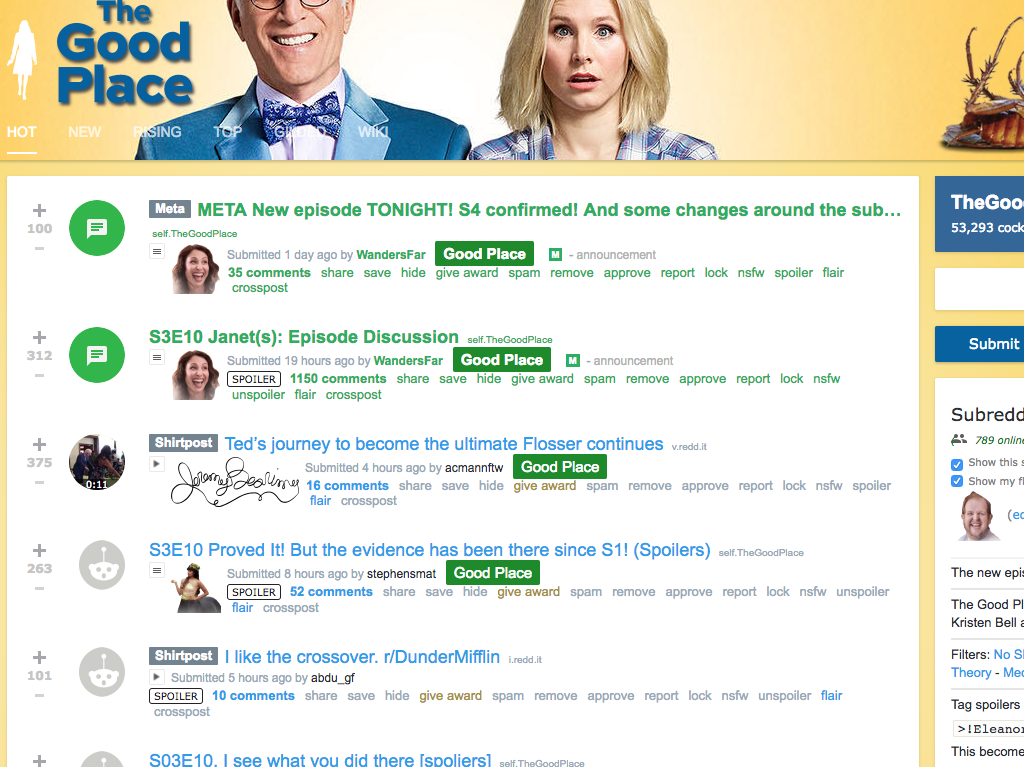 The
Good
Place
HOT NEW RISING TOP GILDED WIKI
TheGoo
53,293 cock
100
Meta META New episode TONIGHT! S4 confirmed! And some changes around the sub…
self.TheGoodPlace
Submitted 1 day ago by WandersFar Good Place M - announcement
35 comments share save hide give award spam remove approve report lock nsfw spoiler flair
crosspost
312
S3E10 Janet(s): Episode Discussion self.TheGoodPlace
Submitted 19 hours ago by WandersFar Good Place M - announcement
SPOILER 1150 comments share save hide give award spam remove approve report lock nsfw
unspoiler flair crosspost
375
0:11
Shirtpost Ted's journey to become the ultimate Flosser continues v.redd.it
Jeremy Bearimy
Submitted 4 hours ago by acmannftw Good Place
16 comments share save hide give award spam remove approve report lock nsfw spoiler
flair crosspost
263
S3E10 Proved It! But the evidence has been there since S1! (Spoilers) self.TheGoodPlace
Submitted 8 hours ago by stephensmat Good Place
SPOILER 52 comments share save hide give award spam remove approve report lock nsfw unspoiler
flair crosspost
101
Shirtpost I like the crossover. r/DunderMifflin i.redd.it
Submitted 5 hours ago by abdu_gf
SPOILER 10 comments share save hide give award spam remove approve report lock nsfw unspoiler flair
crosspost
S03E10. I see what you did there [spoliers] self.TheGoodPlace
Submit
Subredd
789 online
Show this s
Show my fl
(ed
The new epis
The Good Pl
Kristen Bell a
Filters: No S
Theory - Med
Tag spoilers
>!Eleanor
This become